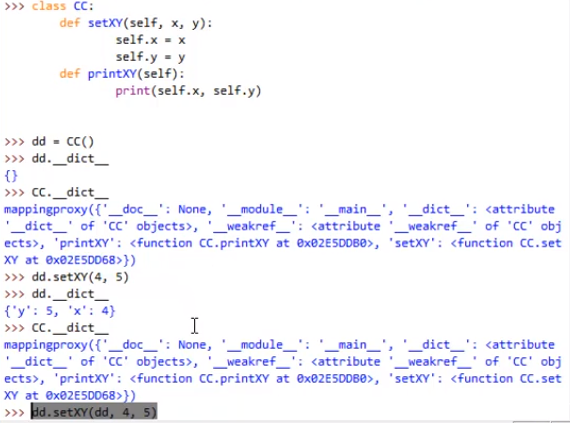 >>> class CC:
        def setXY(self, x, y):
                self.x = x
                self.y = y
        def printXY(self):
                print(self.x, self.y)
>>> dd = CC()
>>> dd.__dict__
{}
>>> CC.__dict__
mappingproxy({'__doc__': None, '__module__': '__main__', '__dict__': <attribute
'__dict__' of 'CC' objects>, '__weakref__': <attribute '__weakref__' of 'CC' obj
ects>, 'printXY': <function CC.printXY at 0x02E5DDB0>, 'setXY': <function CC.set
XY at 0x02E5DD68>})
>>> dd.setXY(4, 5)
>>> dd.__dict__
{'y': 5, 'x': 4}
>>> CC.__dict__
mappingproxy({'__doc__': None, '__module__': '__main__', '__dict__': <attribute
'__dict__' of 'CC' objects>, '__weakref__': <attribute '__weakref__' of 'CC' obj
ects>, 'printXY': <function CC.printXY at 0x02E5DDB0>, 'setXY': <function CC.set
XY at 0x02E5DD68>})
>>> dd.setXY(dd, 4, 5)